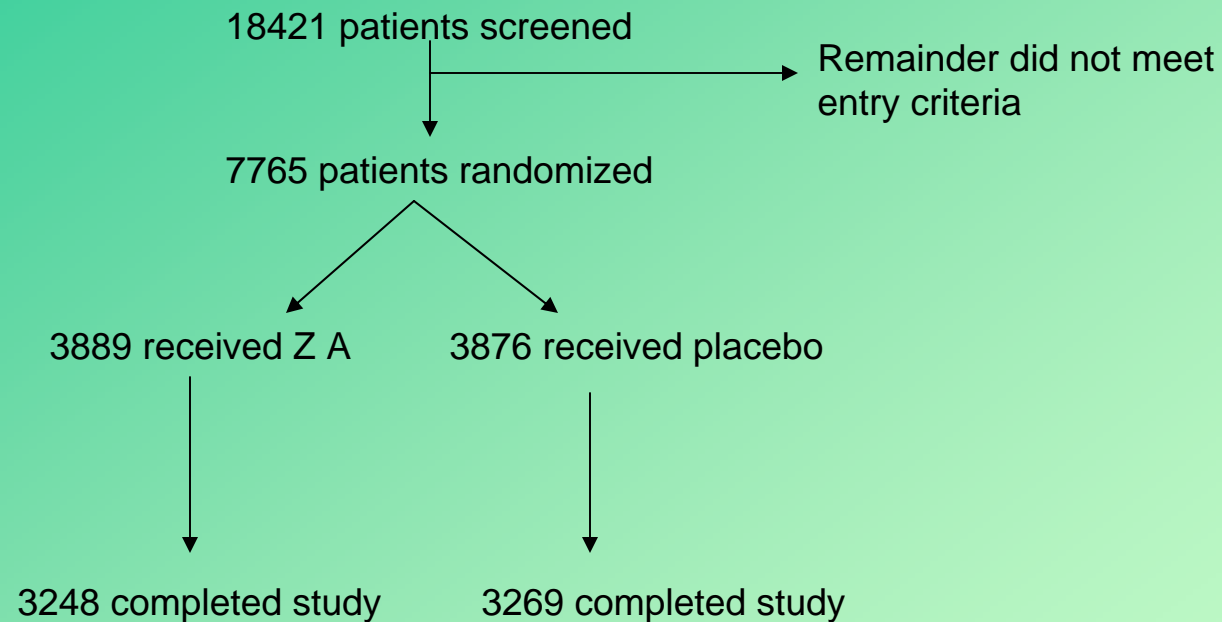 18421 patients screened
Remainder did not meet
entry criteria
7765 patients randomized
3889 received Z A
3876 received placebo
3248 completed study
3269 completed study